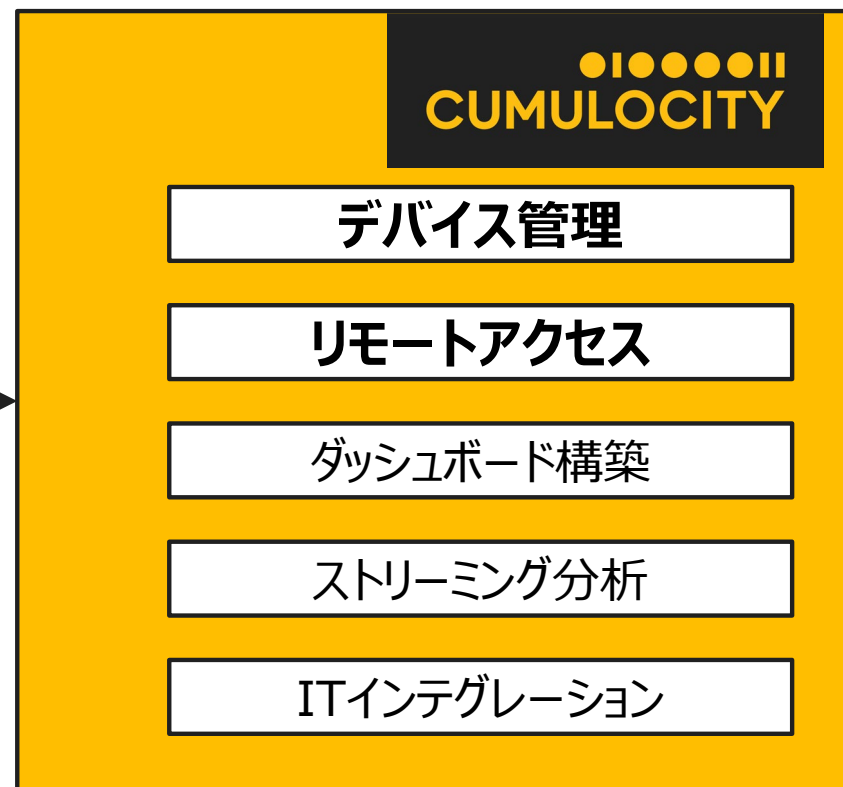 CUMULOCITY
デバイス管理
リモートアクセス
ダッシュボード構築
ストリーミング分析
ITインテグレーション